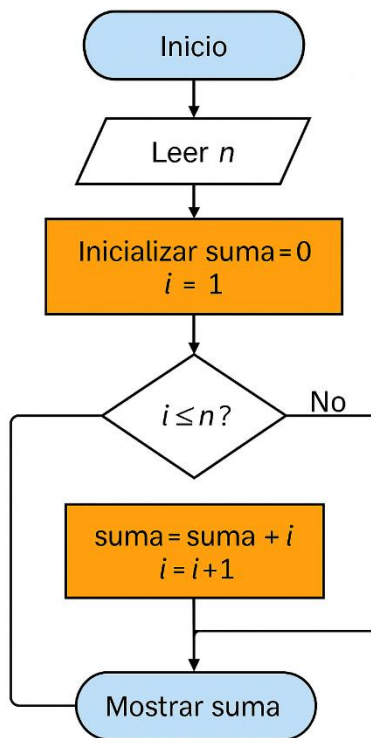 Inicio
Leer n
Inicializar suma=0
i = 1
i ≤ n?
No
suma = suma + i
i = i+1
Mostrar suma